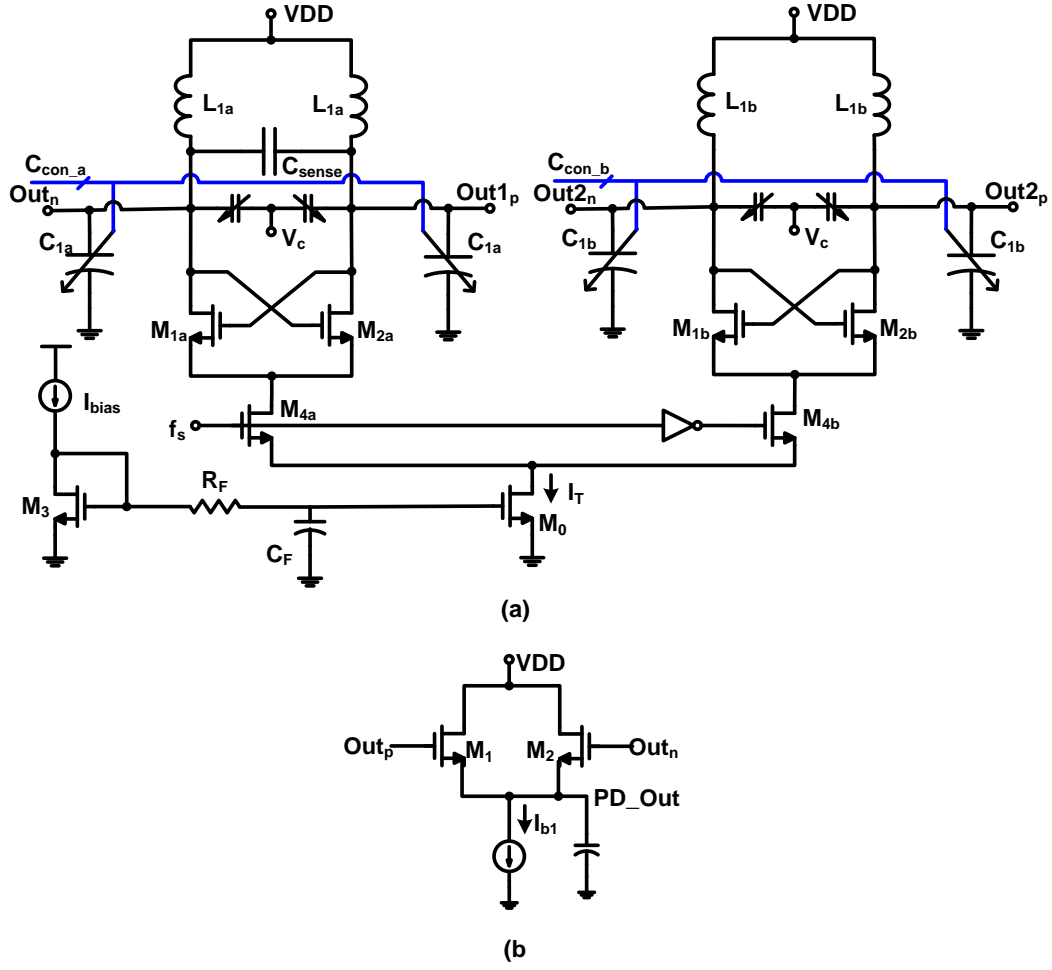 VDD VDD
L1a L1a L1b L1b
Ccon_a Csense Ccon_b
Outn Out1p Out2n Out2p
C1a Vc C1a C1b Vc C1b
M1a M2a M1b M2b
Ibias M4a M4b
fs
RF IT
M3 M0
CF
(a)
VDD
Outp M1 M2 Outn
PD_Out
Ib1
(b